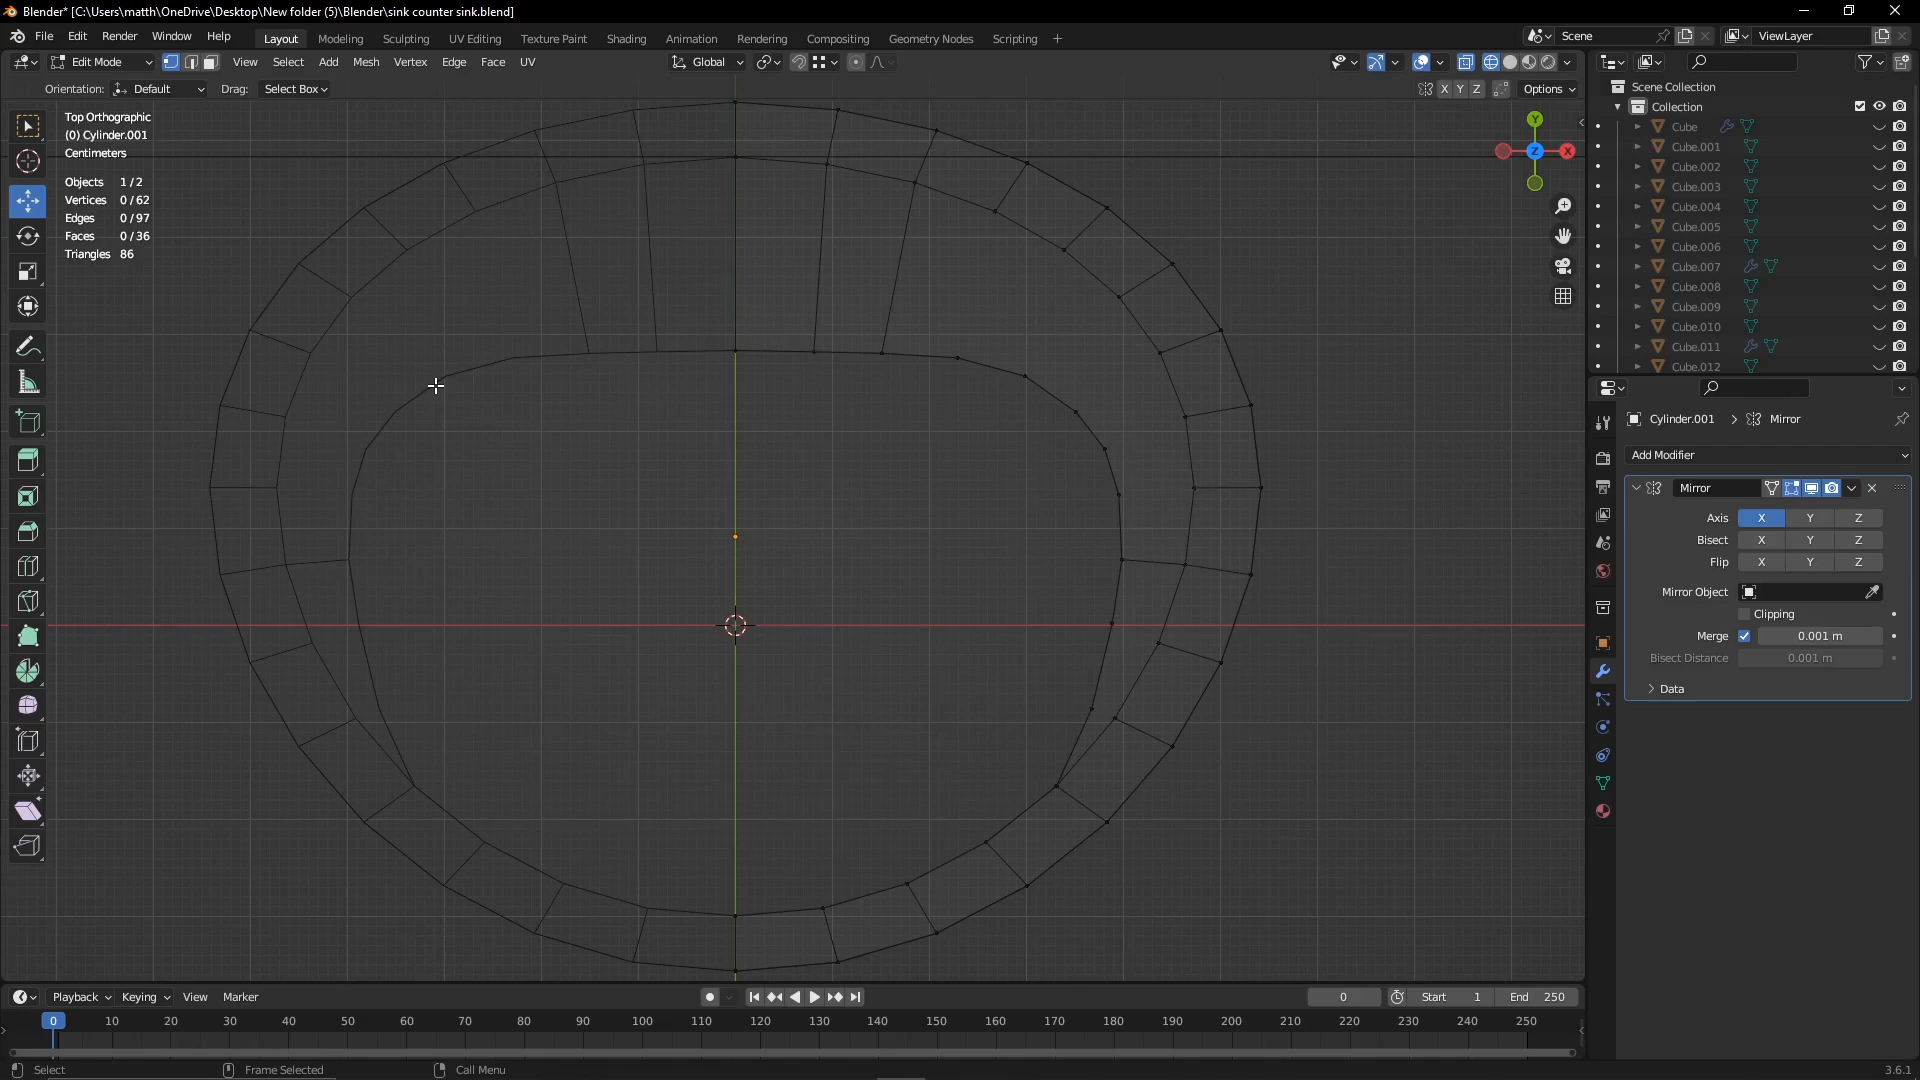 Blender* [C:\Users\matth\OneDrive\Desktop\New folder (5)\Blender\sink counter sink.blend]
File Edit Render Window Help Layout Modeling Sculpting UV Editing Texture Paint Shading Animation Rendering Compositing Geometry Nodes Scripting + Scene ViewLayer
Edit Mode View Select Add Mesh Vertex Edge Face UV Global
Orientation: Default Drag: Select Box X Y Z Options
Top Orthographic
(0) Cylinder.001
Centimeters
Objects 1/2
Vertices 0/62
Edges 0/97
Faces 0/36
Triangles 86
Y
Z X
Scene Collection
Collection
Cube
Cube.001
Cube.002
Cube.003
Cube.004
Cube.005
Cube.006
Cube.007
Cube.008
Cube.009
Cube.010
Cube.011
Cube.012
Cylinder.001 > Mirror
Add Modifier
Mirror
Axis X Y Z
Bisect X Y Z
Flip X Y Z
Mirror Object
Clipping
Merge 0.001 m
Bisect Distance 0.001 m
Data
Playback Keying View Marker 0 Start 1 End 250
0 10 20 30 40 50 60 70 80 90 100 110 120 130 140 150 160 170 180 190 200 210 220 230 240 250
Select Frame Selected Call Menu 3.6.1